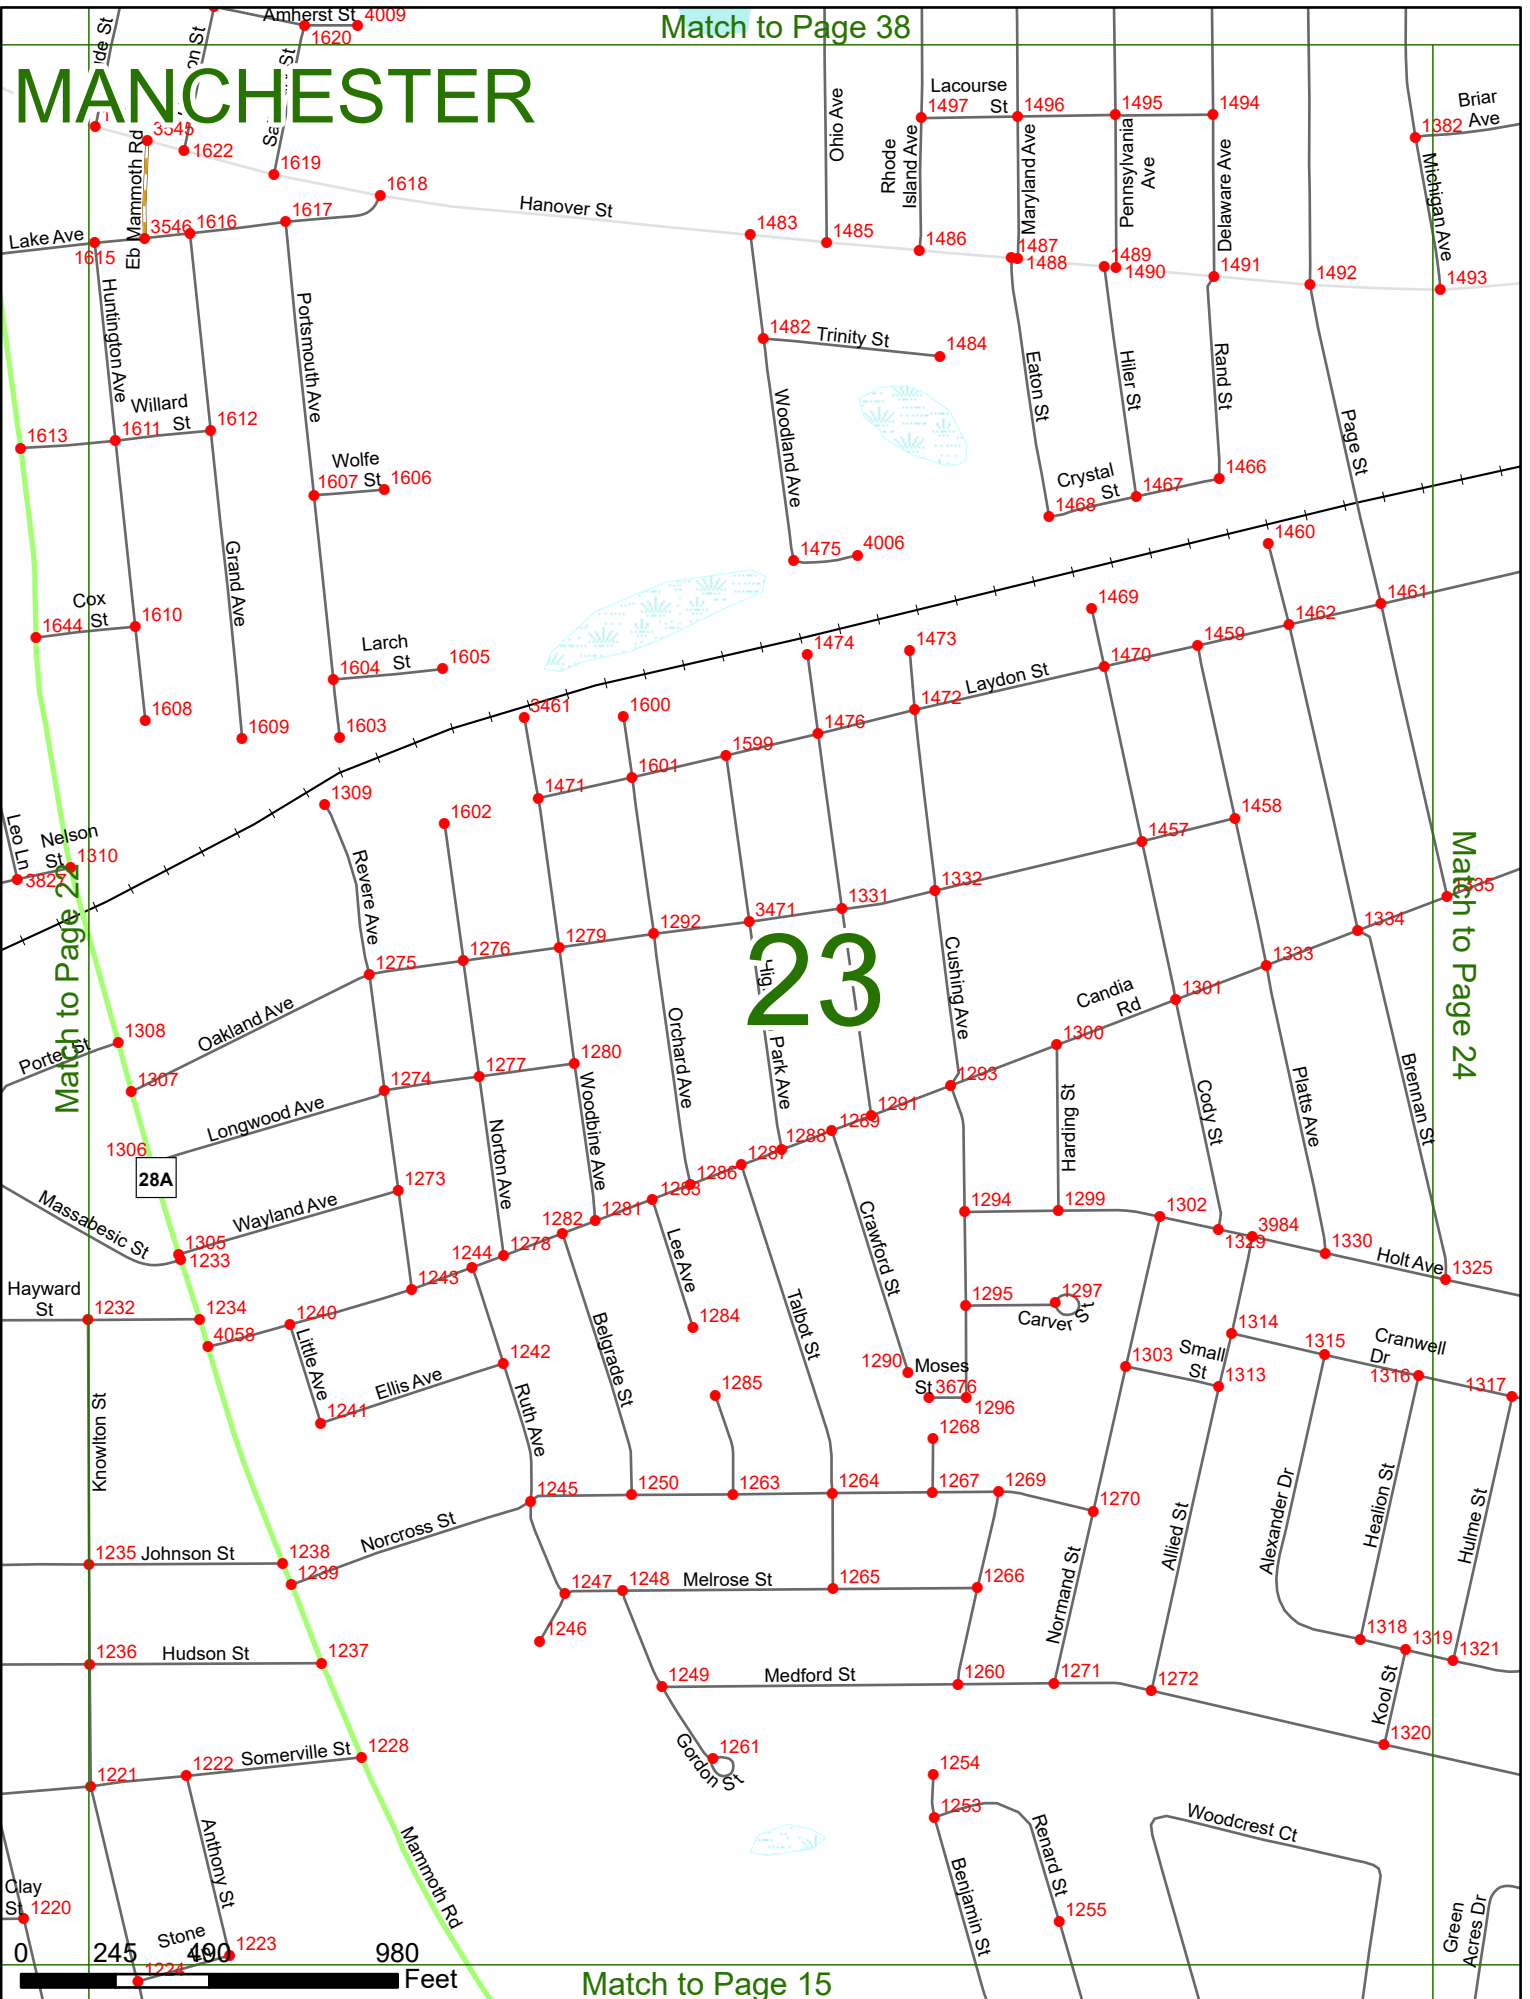 Amherst St 4009
1620
Match to Page 38
MANCHESTER
Lacourse
St
1497
1496
1495
1494
Briar
Ave
1382
Ohio Ave
Rhode
Island Ave
Maryland Ave
Pennsylvania
Ave
Delaware Ave
Michigan Ave
3545
1622
1619
1618
Hanover St
Eb Mammoth Rd
Lake Ave
1615
3546
1616
1617
1483
1485
1486
1487
1488
1489
1490
1491
1492
1493
Huntington Ave
Portsmouth Ave
1482
Trinity St
1484
Eaton St
Hiler St
Rand St
Page St
Woodland Ave
Willard
St
1613
1611
1612
Wolfe
St
1607
1606
Crystal
St
1468
1467
1466
1475
4006
1460
Grand Ave
Cox
St
1644
1610
Larch
St
1604
1605
1469
1461
1462
1459
1470
1474
1473
Laydon St
1472
1476
1608
1609
1603
3461
1600
1599
1601
1471
1309
1602
1458
1457
Leo Ln
Nelson
St
1310
3827
Match to Page 22
Revere Ave
1332
1331
3471
1292
1279
1276
1275
1335
1334
1333
Match to Page 24
23
Cushing Ave
Candia
Rd
1301
1300
1308
Porter St
Oakland Ave
1307
Orchard Ave
Park Ave
1293
1291
1289
1288
1287
1286
1283
1281
1282
1278
1244
1243
1280
1277
1274
Longwood Ave
1306
28A
Woodbine Ave
Norton Ave
Harding St
Cody St
Platts Ave
Brennan St
1273
Wayland Ave
Massabesic St
1305
1233
Lee Ave
Crawford St
1294
1299
1302
1329
3984
1330
Holt Ave
1325
Hayward
St
1232
1234
4058
1240
Little Ave
1284
Talbot St
Belgrade St
1295
1297
Carver St
1314
1315
Cranwell
Dr
1316
1317
1303
Small
St
1313
1242
Ellis Ave
1241
Ruth Ave
1290
Moses
St
3676
1296
1285
1268
Knowlton St
1245
1250
1263
1264
1267
1269
1270
Norcross St
1235
Johnson St
1238
1239
Allied St
Alexander Dr
Healion St
Hulme St
1247
1248
Melrose St
1265
1266
1246
Normand St
1236
Hudson St
1237
1318
1319
1321
1249
Medford St
1260
1271
1272
Kool St
1320
1261
Gordon St
1221
1222
Somerville St
1228
1254
1253
Renard St
Woodcrest Ct
Anthony St
Mammoth Rd
Benjamin St
1255
Clay
St
1220
Green
Acres Dr
Stone
1223
1224
0 245 490 980
Feet
Match to Page 15